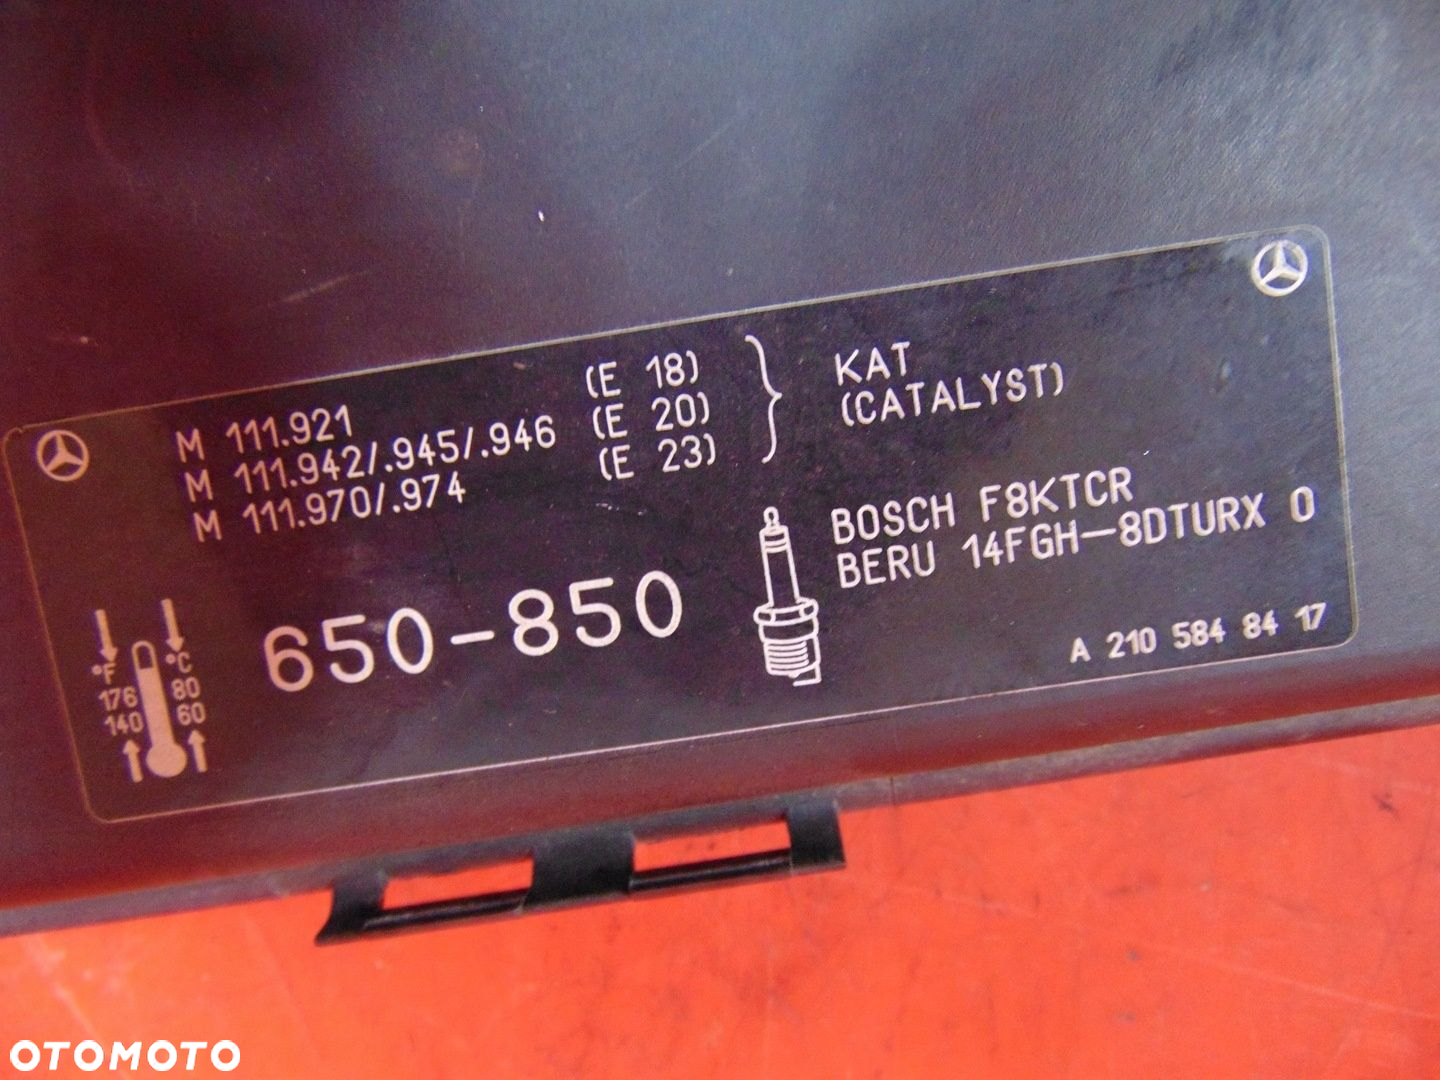 M 111.921 (E 18)
M 111.942/.945/.946 (E 20)
M 111.970/.974 (E 23)
KAT
(CATALYST)
BOSCH F8KTCR
BERU 14FGH-8DTURX 0
650-850
°F °C
176 80
140 60
A 210 584 84 17
OTOMOTO